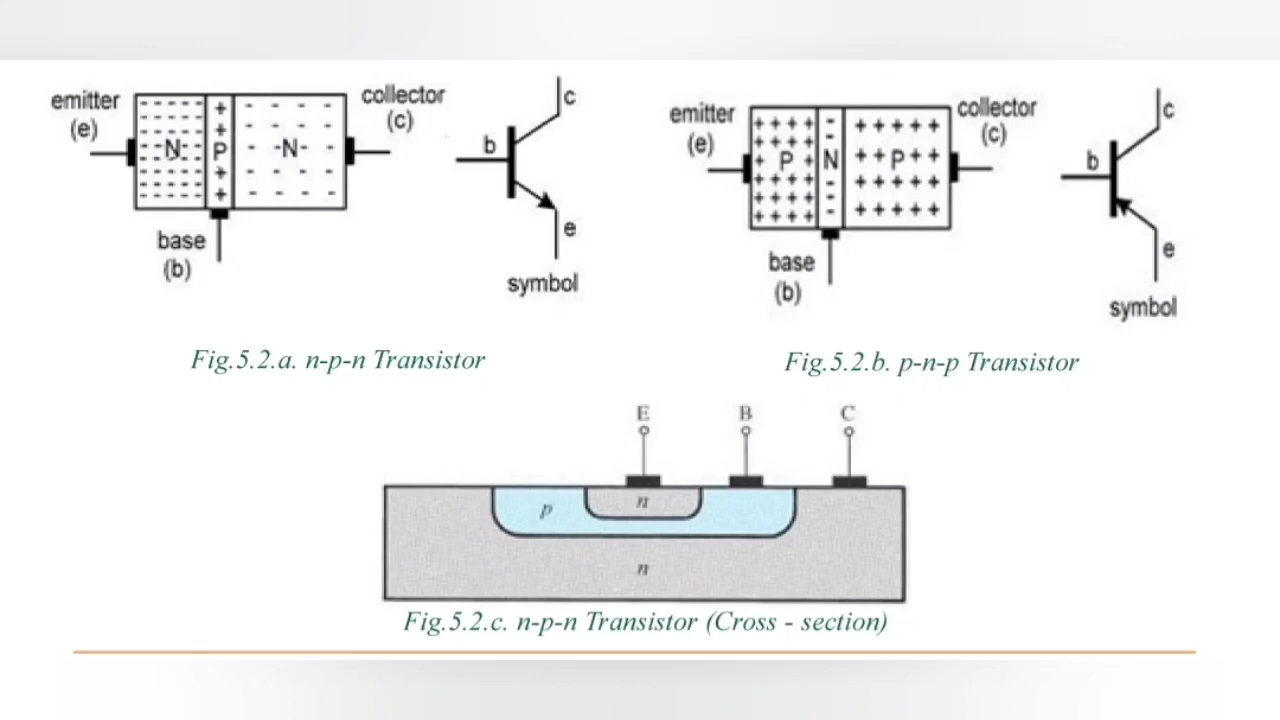 emitter
(e)
N
P
-N-
collector
(c)
base
(b)
b
c
e
symbol
emitter
(e)
P
N
P
collector
(c)
base
(b)
b
c
e
symbol
Fig.5.2.a. n-p-n Transistor
Fig.5.2.b. p-n-p Transistor
E B C
p
n
n
Fig.5.2.c. n-p-n Transistor (Cross - section)